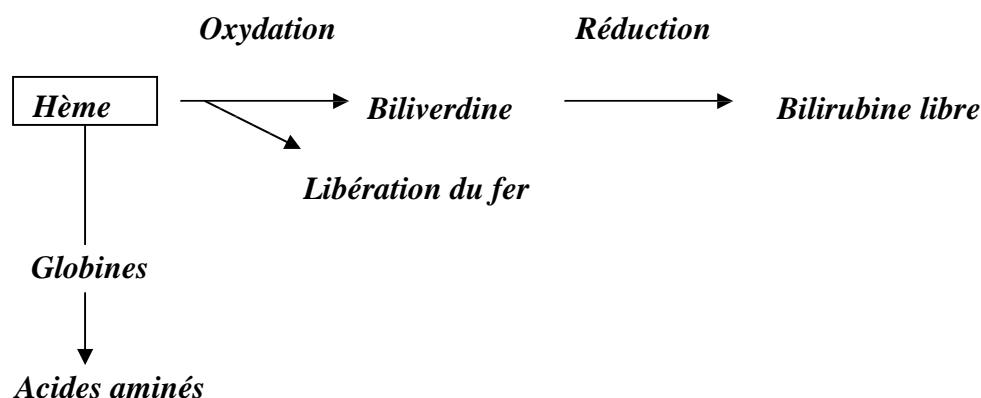 Oxydation Réduction
Hème Biliverdine Bilirubine libre
Libération du fer
Globines
Acides aminés